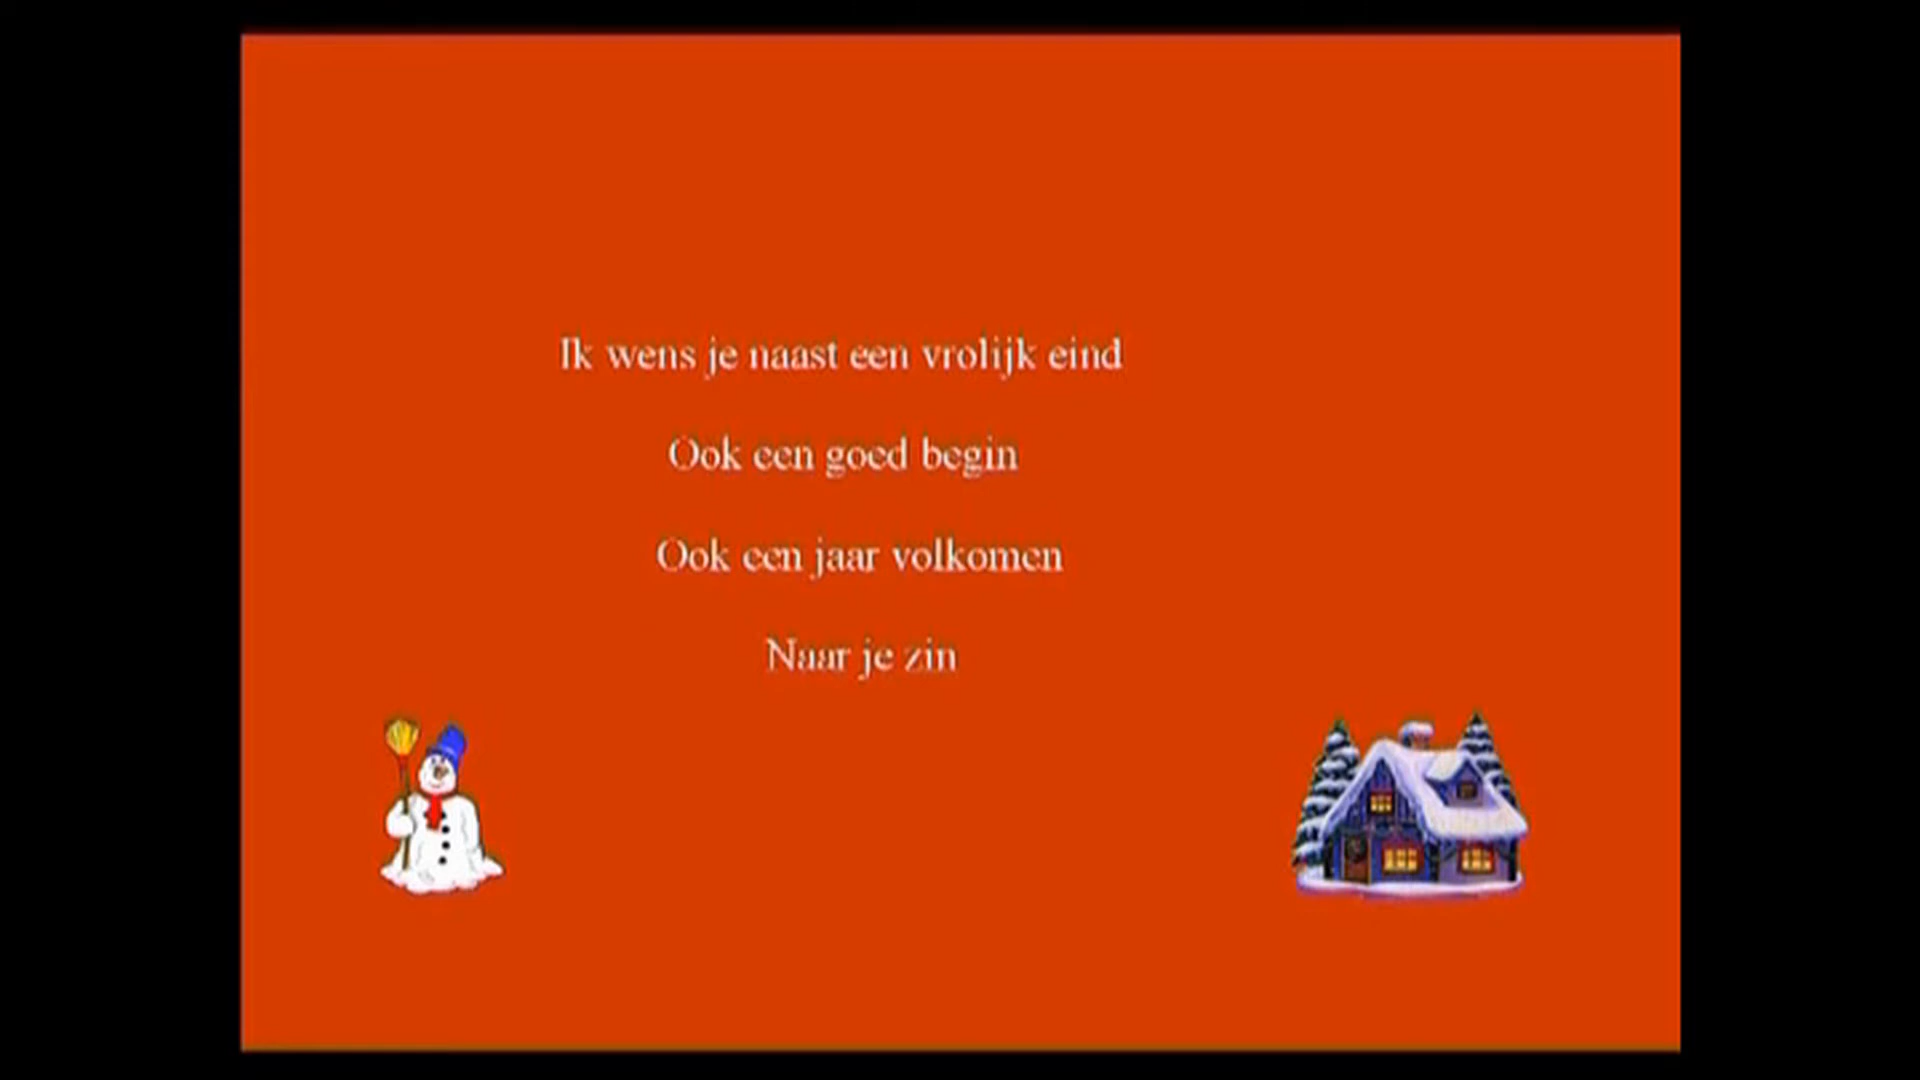 Ik wens je naast een vrolijk eind
Ook een goed begin
Ook een jaar volkomen
Naar je zin